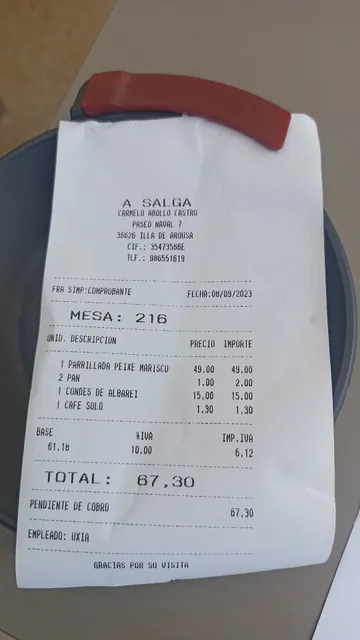 A SALGA
CARMELO ABOLLO CASTRO
PASEO NAVAL 7
36626 ILLA DE AROUSA
CIF.: 35473566E
TLF.: 986551619
FRA SIMP:COMPROBANTE FECHA:08/09/2023
MESA: 216
UNID. DESCRIPCION PRECIO IMPORTE
1 PARRILLADA PEIXE MARISCO 49.00 49.00
2 PAN 1.00 2.00
1 CONDES DE ALBAREI 15.00 15.00
1 CAFE SOLO 1.30 1.30
BASE %IVA IMP.IVA
61,18 10,00 6,12
TOTAL: 67,30
PENDIENTE DE COBRO 67,30
EMPLEADO: UXIA
GRACIAS POR SU VISITA